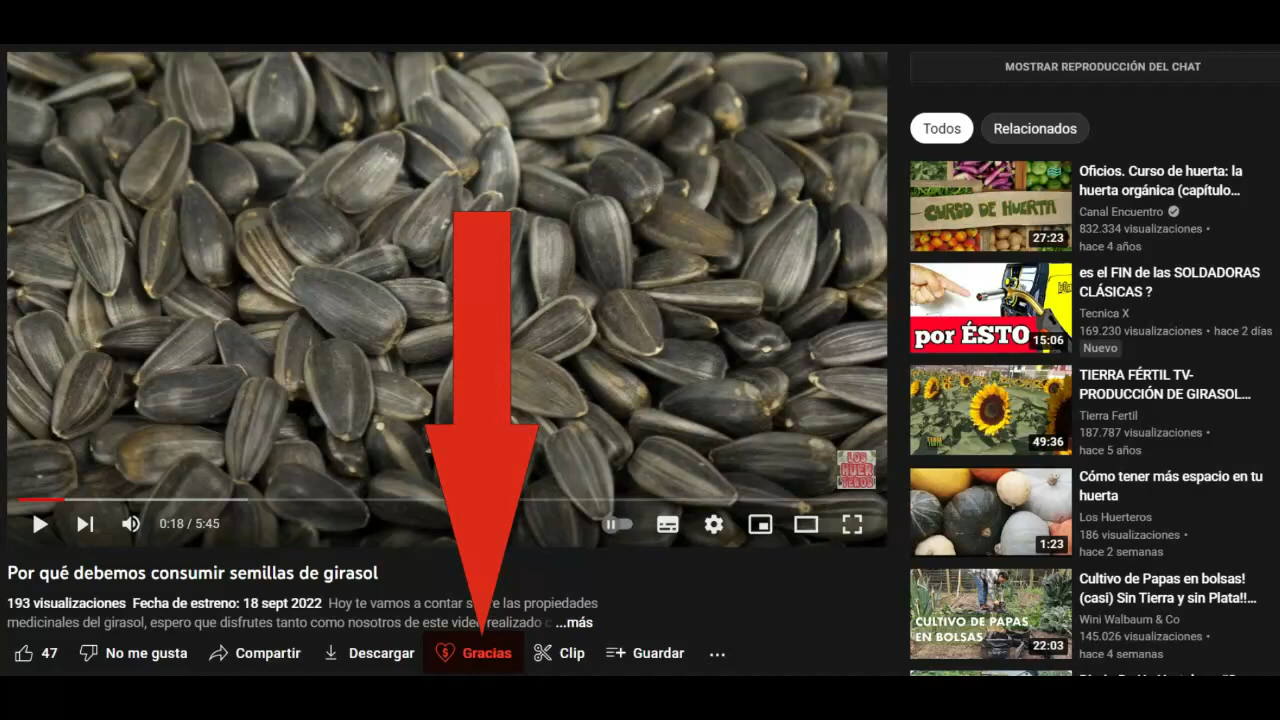 MOSTRAR REPRODUCCIÓN DEL CHAT
Todos
Relacionados
CURSO DE HUERTA
27:23
Oficios. Curso de huerta: la
huerta orgánica (capítulo...
Canal Encuentro
832.334 visualizaciones •
hace 4 años
por ÉSTO
15:06
es el FIN de las SOLDADORAS
CLÁSICAS ?
Tecnica X
169.230 visualizaciones • hace 2 días
Nuevo
49:36
TIERRA FÉRTIL TV-
PRODUCCIÓN DE GIRASOL...
Tierra Fertil
187.787 visualizaciones •
hace 5 años
1:23
Cómo tener más espacio en tu
huerta
Los Huerteros
186 visualizaciones •
hace 2 semanas
CULTIVO DE PAPAS
EN BOLSAS
22:03
Cultivo de Papas en bolsas!
(casi) Sin Tierra y sin Plata!!...
Wini Walbaum & Co
145.026 visualizaciones •
hace 4 semanas
LOS
HUER
TEROS
0:18 / 5:45
Por qué debemos consumir semillas de girasol
193 visualizaciones Fecha de estreno: 18 sept 2022 Hoy te vamos a contar las propiedades
medicinales del girasol, espero que disfrutes tanto como nosotros de este video realizado ...más
47
No me gusta
Compartir
Descargar
Gracias
Clip
Guardar